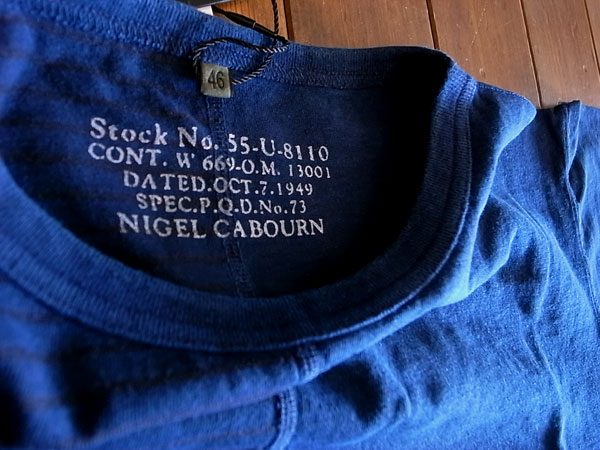 46
Stock No. 55-U-8110
CONT. W 669-O.M. 13001
DATED.OCT.7.1949
SPEC.P.Q.D.No.73
NIGEL CABOURN